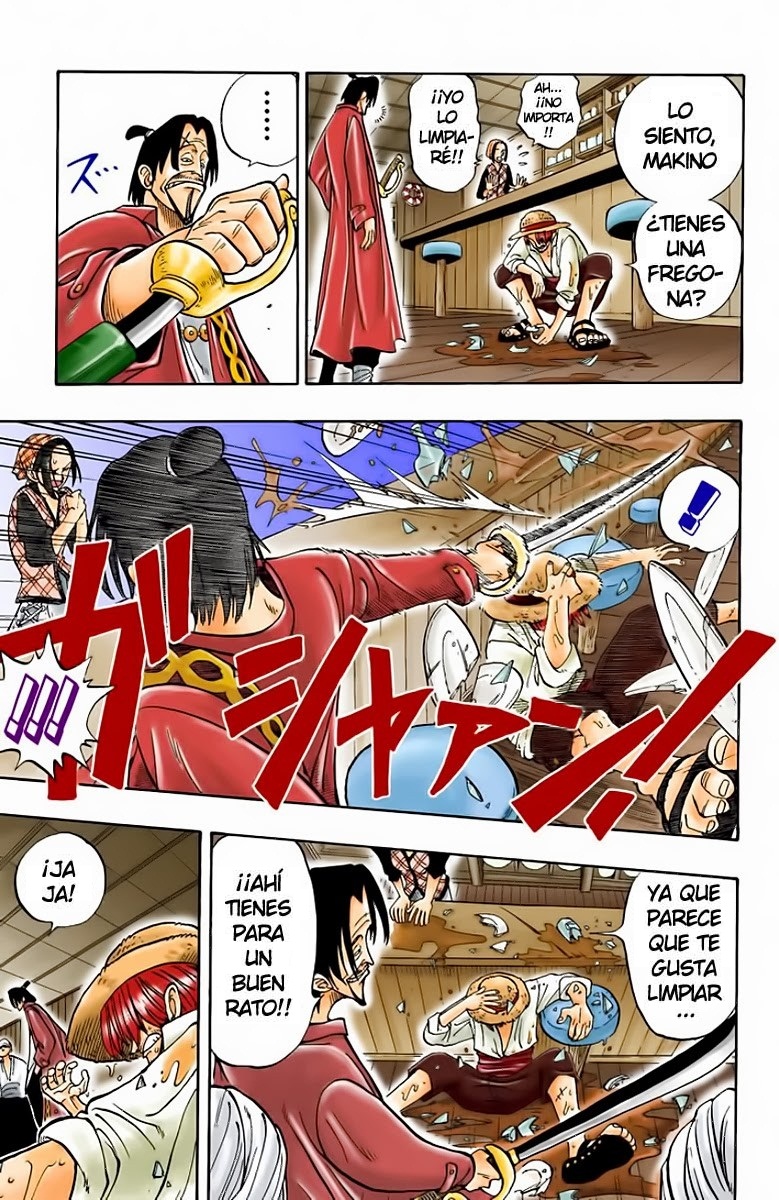 LO
SIENTO,
MAKINO
¿TIENES
UNA
FREGO-
NA?
AH...
¡¡NO
IMPORTA
!!
¡¡YO
LO
LIMPIA-
RÉ!!
.....
ズ...
!
ガシャアン!
!!!
YA QUE
PARECE
QUE TE
GUSTA
LIMPIAR
...
¡¡AHÍ
TIENES
PARA
UN
BUEN
RATO!!
¡JA
JA!